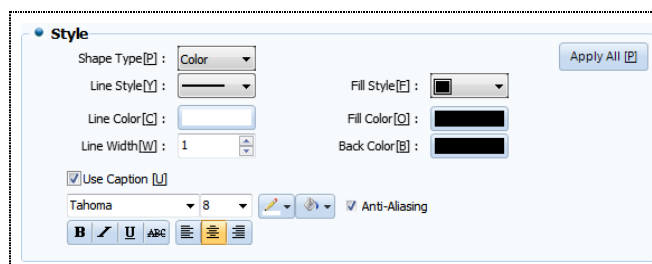 Style
Shape Type[P] : Color Apply All [P]
Line Style[Y] : Fill Style[F] :
Line Color[C] : Fill Color[O] :
Line Width[W] : 1 Back Color[B] :
Use Caption [U]
Tahoma 8 Anti-Aliasing
B I U ABC